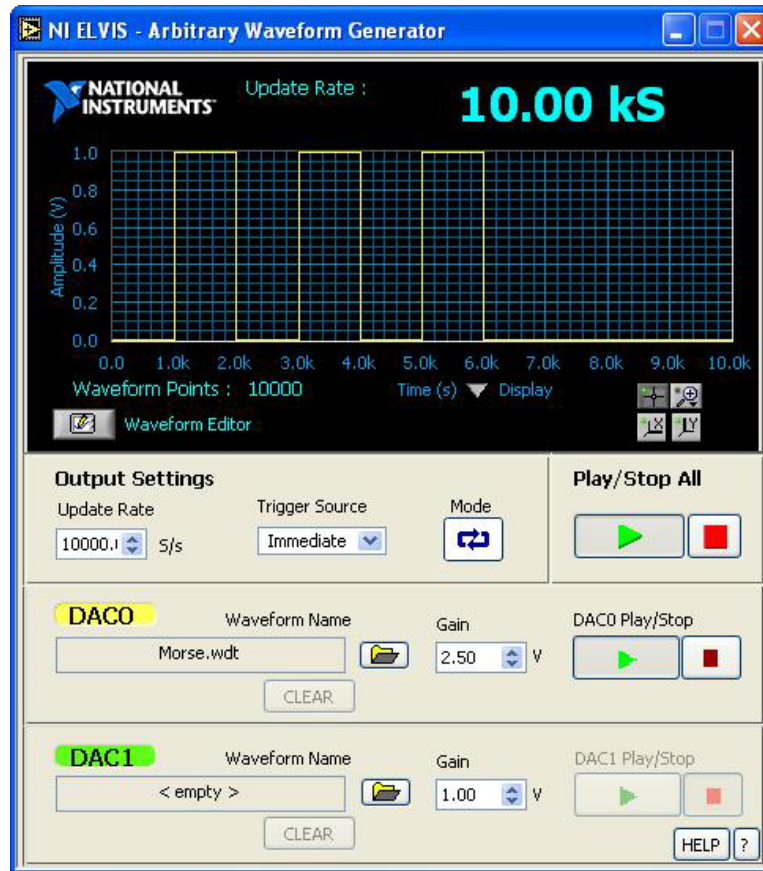 NI ELVIS - Arbitrary Waveform Generator
NATIONAL INSTRUMENTS
Update Rate :
10.00 kS
Amplitude (V)
1.0
0.8
0.6
0.4
0.2
0.0
0.0 1.0k 2.0k 3.0k 4.0k 5.0k 6.0k 7.0k 8.0k 9.0k 10.0k
Waveform Points : 10000 Time (s) Display
Waveform Editor
X Y
Output Settings
Update Rate Trigger Source Mode
10000. S/s Immediate
Play/Stop All
DAC0 Waveform Name Gain DAC0 Play/Stop
Morse.wdt 2.50 V
CLEAR
DAC1 Waveform Name Gain DAC1 Play/Stop
< empty > 1.00 V
CLEAR
HELP ?